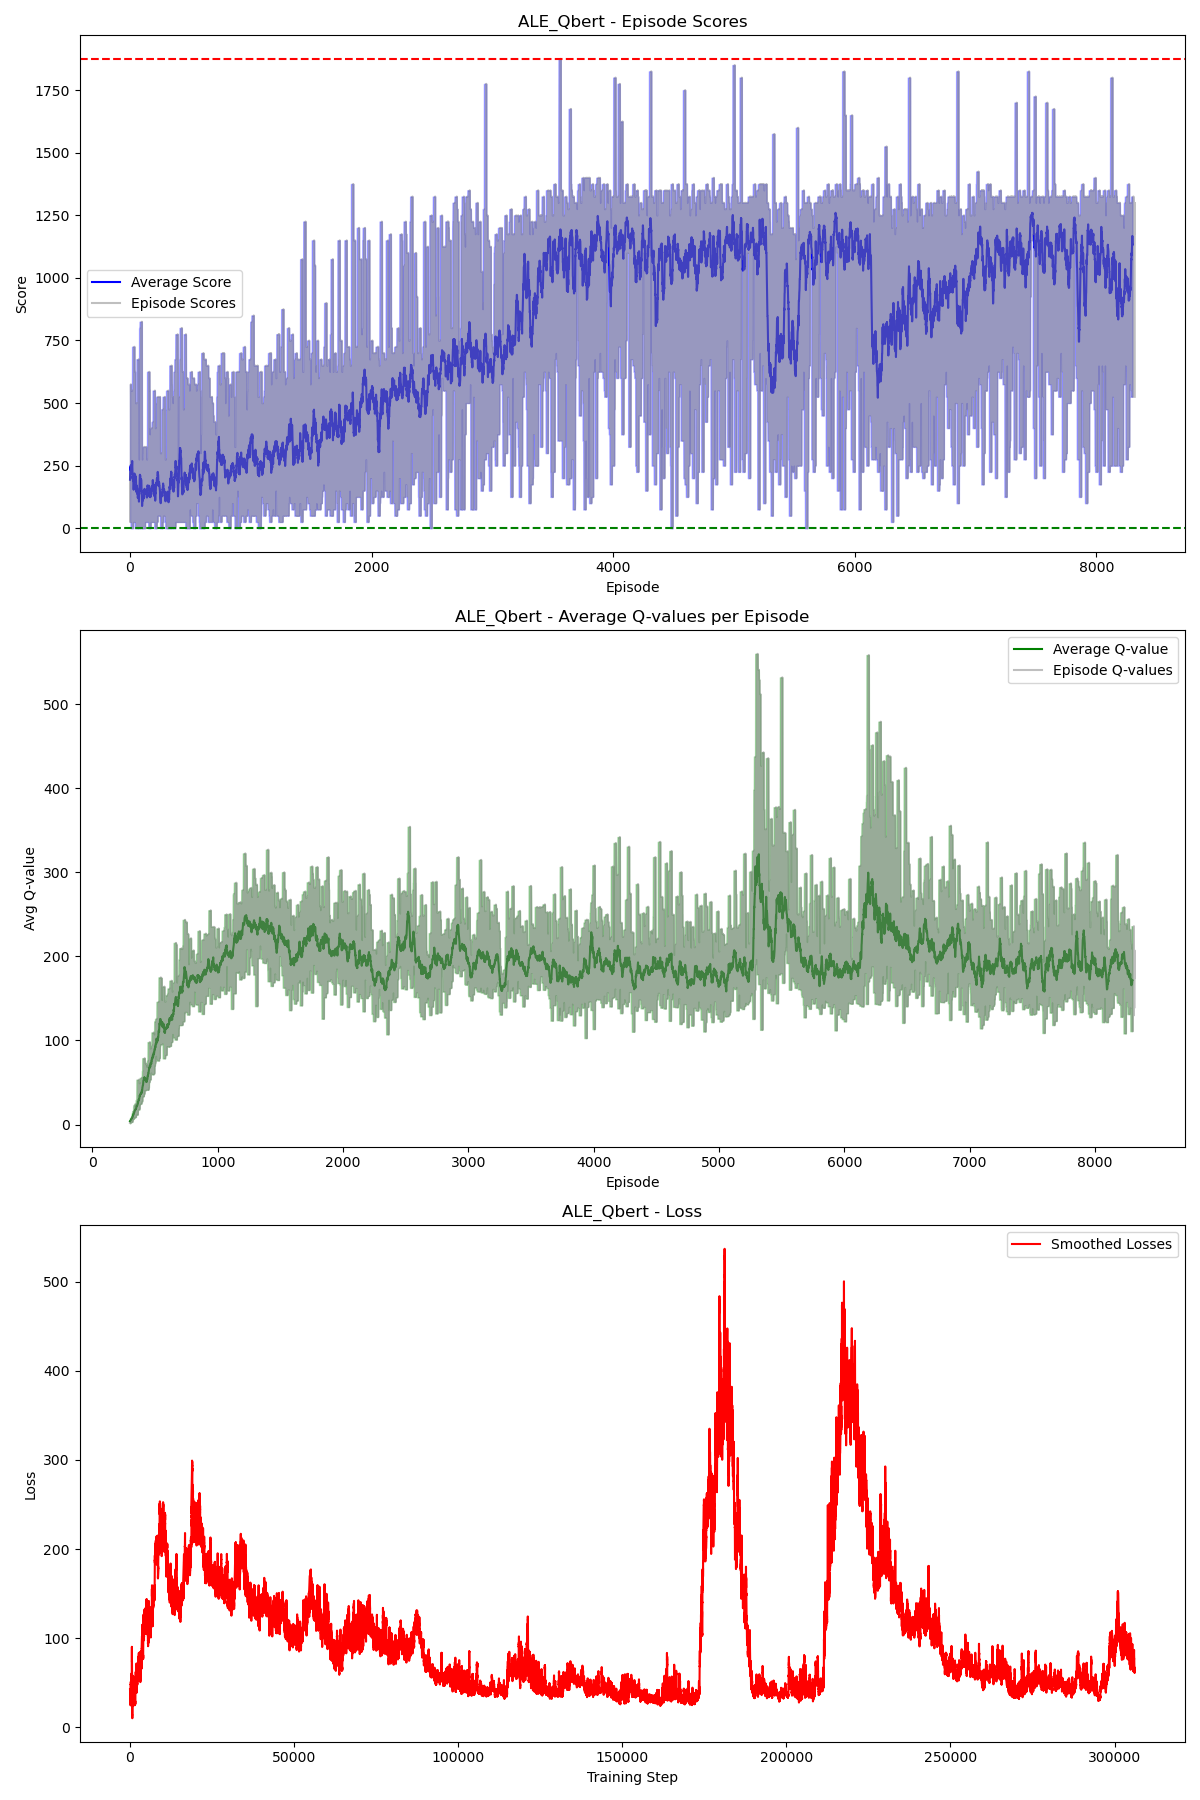 ALE_Qbert - Episode Scores
1750
1500
1250
1000
750
500
250
0
Score
Average Score
Episode Scores
0 2000 4000 6000 8000
Episode
ALE_Qbert - Average Q-values per Episode
500
400
300
200
100
0
Avg Q-value
Average Q-value
Episode Q-values
0 1000 2000 3000 4000 5000 6000 7000 8000
Episode
ALE_Qbert - Loss
500
400
300
200
100
0
Loss
Smoothed Losses
0 50000 100000 150000 200000 250000 300000
Training Step